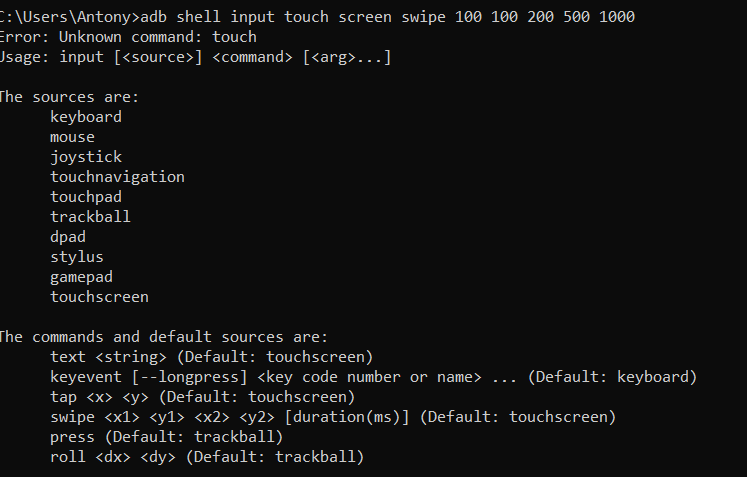 C:\Users\Antony>adb shell input touch screen swipe 100 100 200 500 1000
Error: Unknown command: touch
Usage: input [<source>] <command> [<arg>...]
The sources are:
keyboard
mouse
joystick
touchnavigation
touchpad
trackball
dpad
stylus
gamepad
touchscreen
The commands and default sources are:
text <string> (Default: touchscreen)
keyevent [--longpress] <key code number or name> ... (Default: keyboard)
tap <x> <y> (Default: touchscreen)
swipe <x1> <y1> <x2> <y2> [duration(ms)] (Default: touchscreen)
press (Default: trackball)
roll <dx> <dy> (Default: trackball)